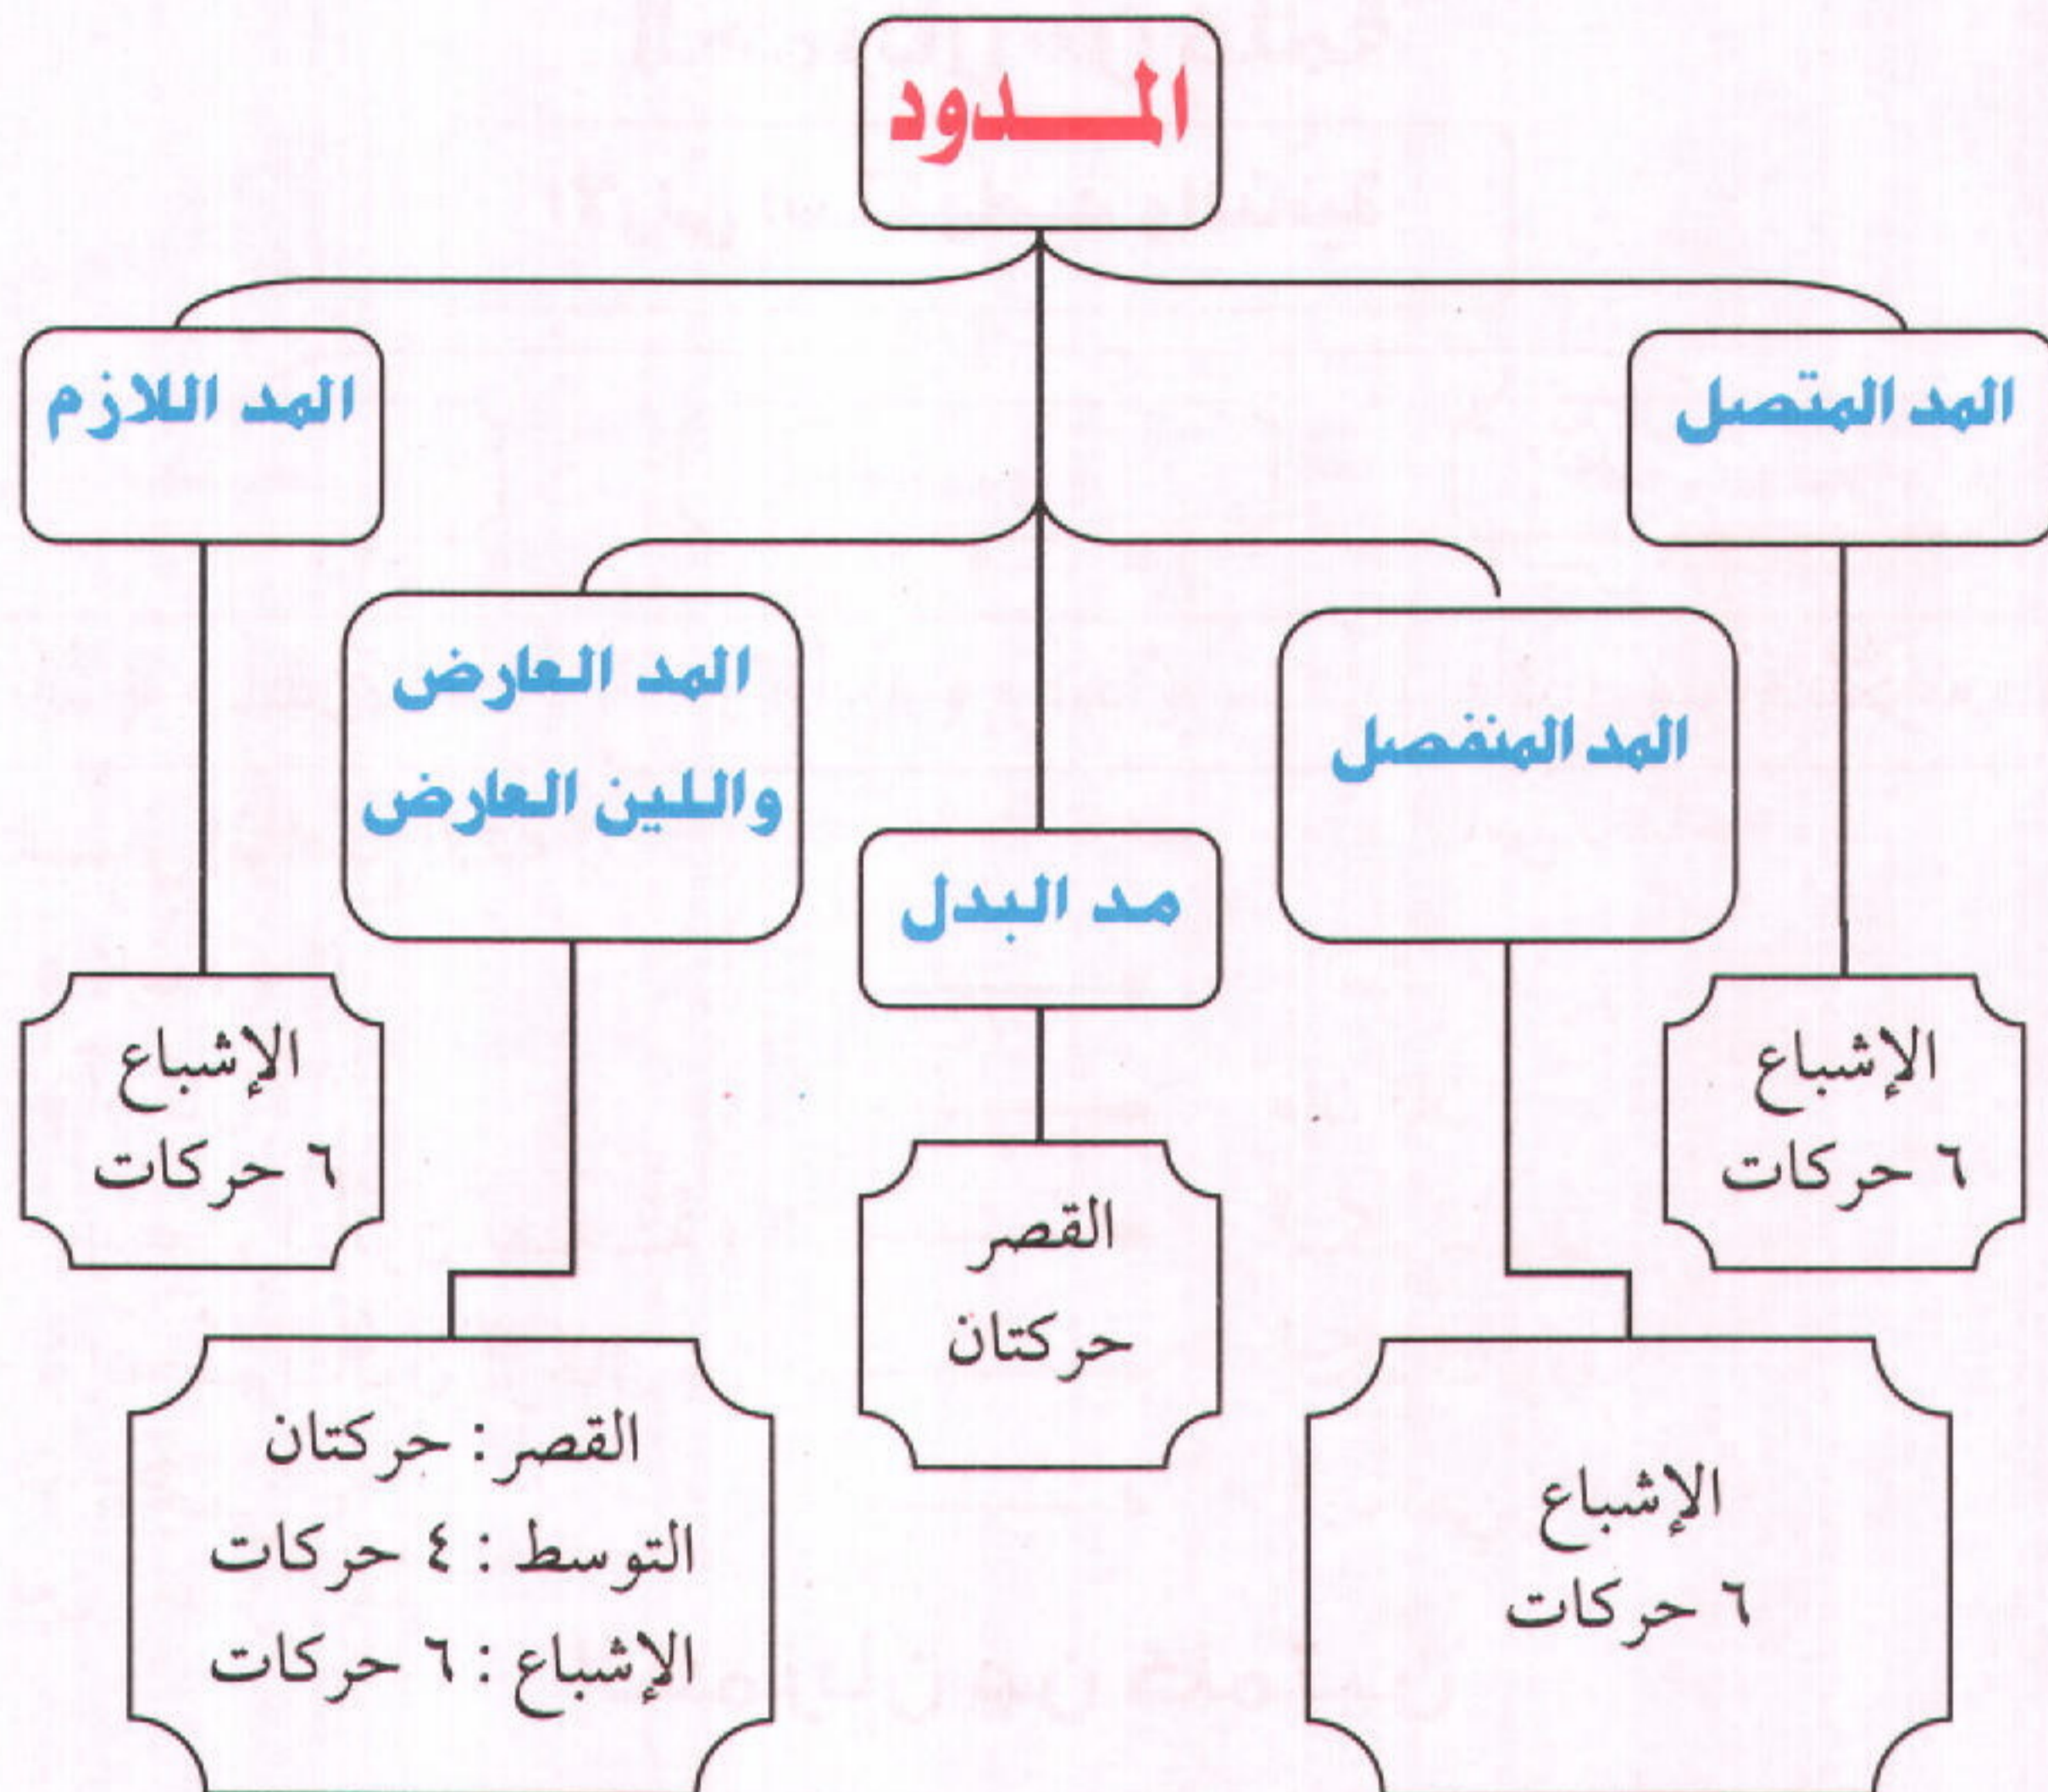 المدود
المد المتصل
المد اللازم
المد المنفصل
المد العارض
واللين العارض
مد البدل
الإشباع
٦ حركات
الإشباع
٦ حركات
القصر
حركتان
الإشباع
٦ حركات
القصر : حركتان
التوسط : ٤ حركات
الإشباع : ٦ حركات